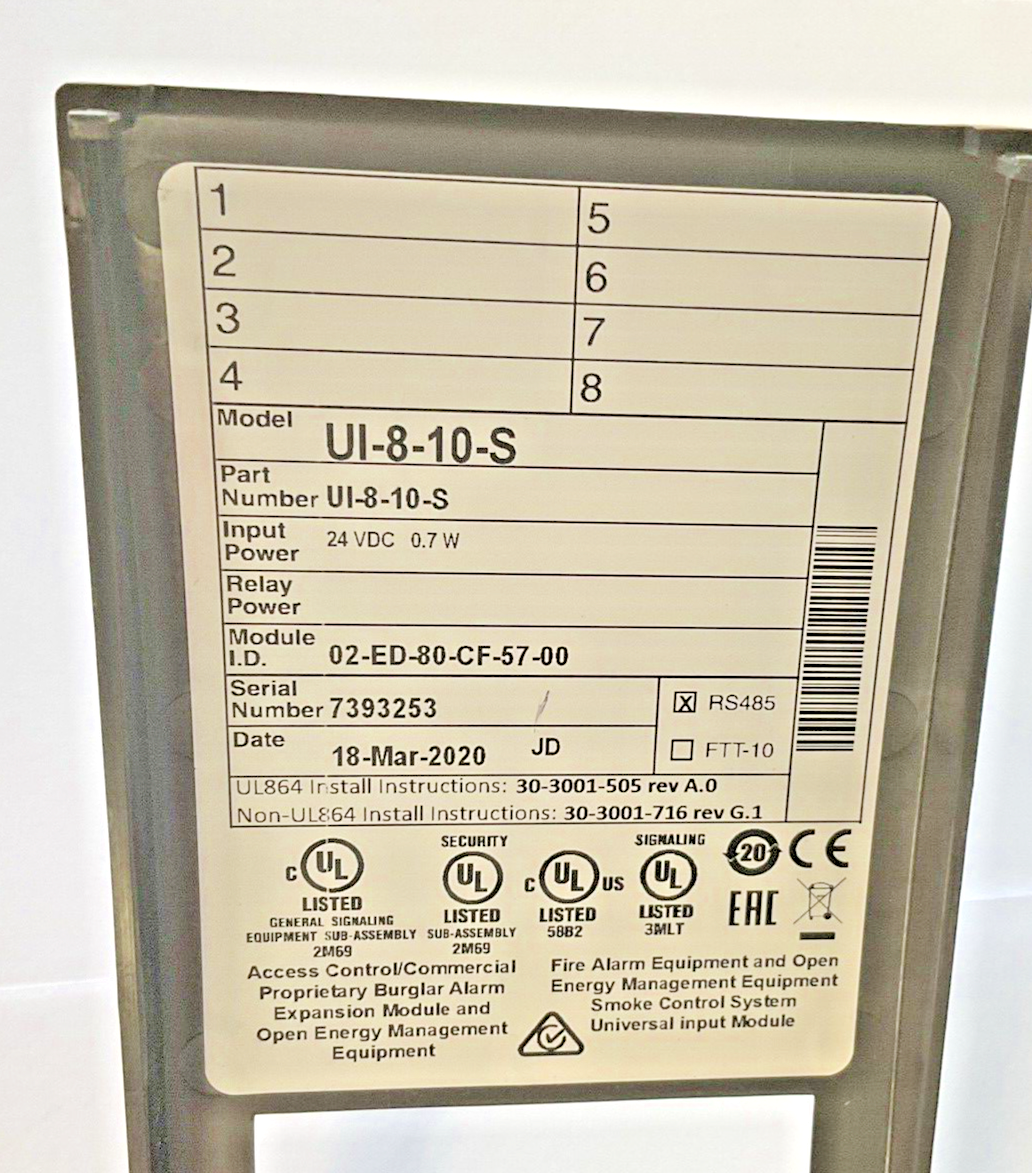 1
5
2
6
3
7
4
8
Model UI-8-10-S
Part
Number UI-8-10-S
Input
Power 24 VDC 0.7 W
Relay
Power
Module
I.D. 02-ED-80-CF-57-00
Serial
Number 7393253
X RS485
Date 18-Mar-2020 JD
FTT-10
UL864 Install Instructions: 30-3001-505 rev A.0
Non-UL864 Install Instructions: 30-3001-716 rev G.1
C UL
LISTED
GENERAL SIGNALING
EQUIPMENT SUB-ASSEMBLY
2M69
SECURITY
UL
LISTED
SUB-ASSEMBLY
2M69
C UL US
LISTED
58B2
SIGNALING
UL
LISTED
3MLT
20
CE
EAC
Access Control/Commercial
Proprietary Burglar Alarm
Expansion Module and
Open Energy Management
Equipment
Fire Alarm Equipment and Open
Energy Management Equipment
Smoke Control System
Universal input Module